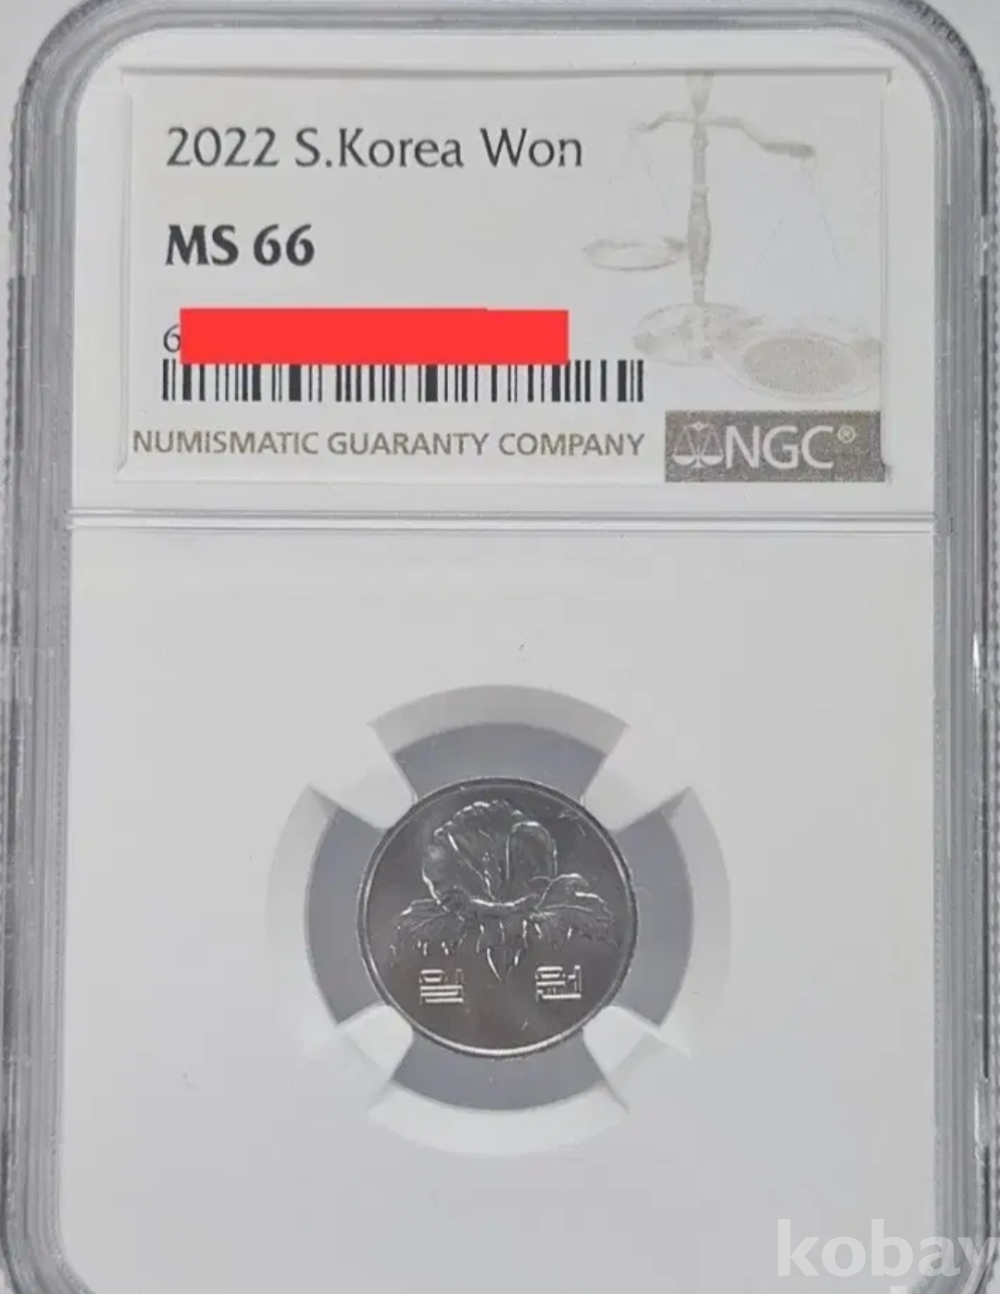 2022 S.Korea Won
MS 66
6
NUMISMATIC GUARANTY COMPANY
NGC®
일 원
kobay